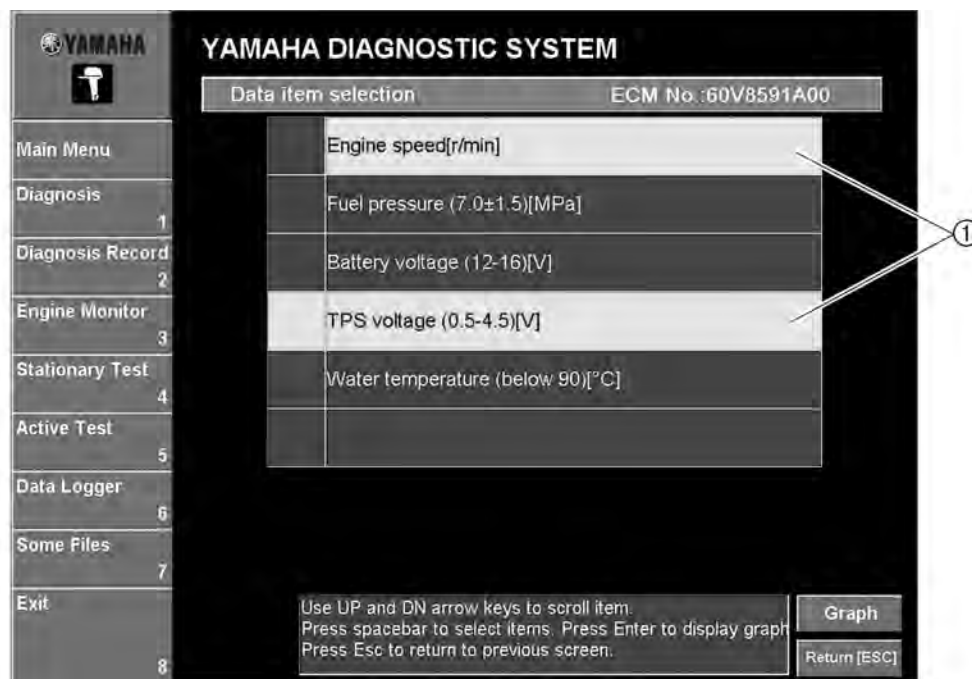 YAMAHA
YAMAHA DIAGNOSTIC SYSTEM
Data item selection ECM No.:60V8591A00
Main Menu
Diagnosis
1
Diagnosis Record
2
Engine Monitor
3
Stationary Test
4
Active Test
5
Data Logger
6
Some Files
7
Exit
8
Engine speed[r/min]
Fuel pressure (7.0±1.5)[MPa]
Battery voltage (12-16)[V]
TPS voltage (0.5-4.5)[V]
Water temperature (below 90)[°C]
①
Use UP and DN arrow keys to scroll item.
Press spacebar to select items. Press Enter to display graph
Press Esc to return to previous screen.
Graph
Return [ESC]